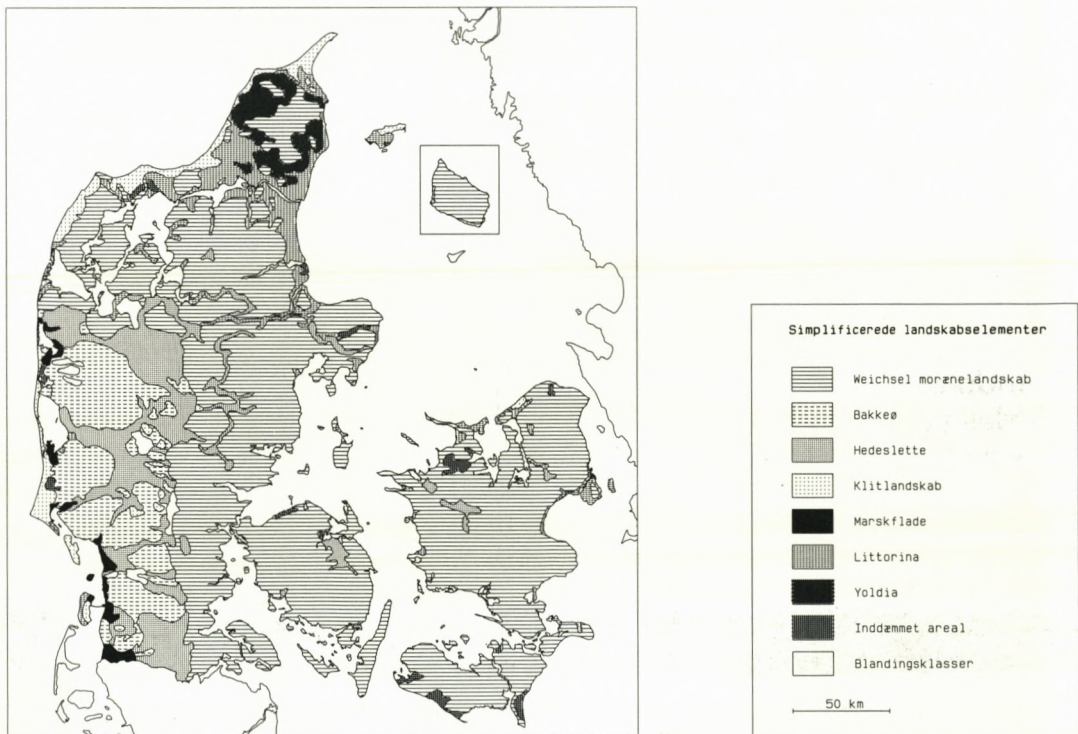 Simplificerede landskabselementer
Weichsel morænelandskab
Bakkeø
Hedeslette
Klitlandskab
Marskflade
Littorina
Yoldia
Inddæmmet areal
Blandingsklasser
50 km